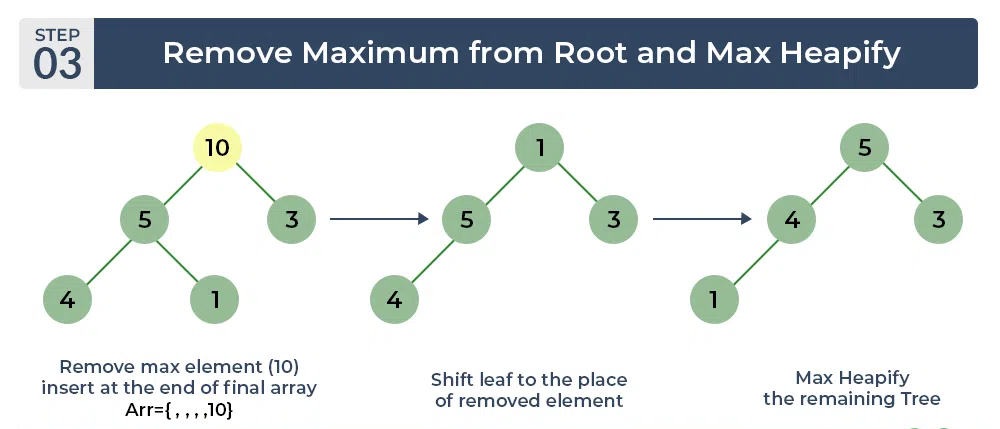 STEP
03
Remove Maximum from Root and Max Heapify
10
5
3
4
1
1
5
3
4
5
4
3
1
Remove max element (10)
insert at the end of final array
Arr={ , , , ,10}
Shift leaf to the place
of removed element
Max Heapify
the remaining Tree